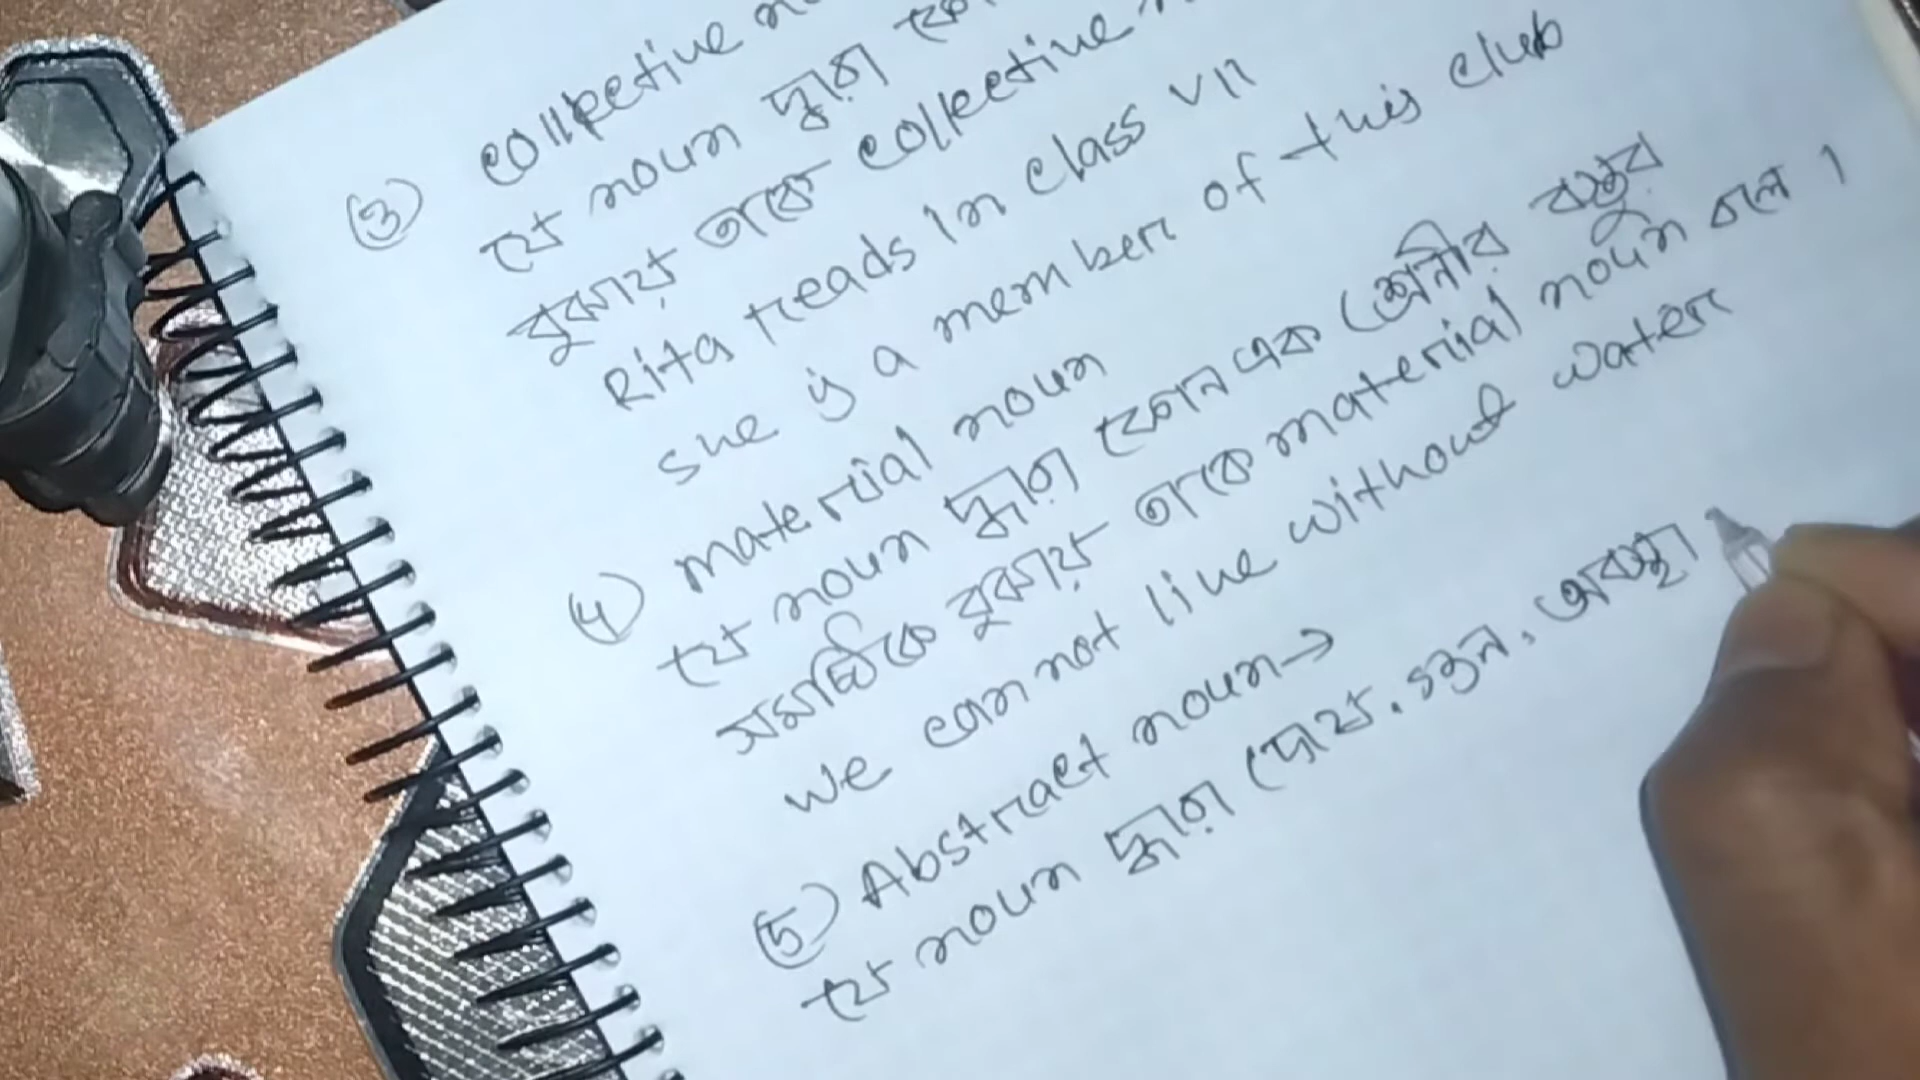 (3) collective
যে noun দ্বারা
বুঝায় তাকে collective
Rita reads in class VII
she is a member of this club
(4) material noun
যে noun দ্বারা কোন এক শ্রেনীর বস্তুর
সমষ্ঠিকে বুঝায় তাকে material noun বলে।
we can not live without water
(5) Abstract noun→
যে noun দ্বারা দোষ, গুন, অবস্থা